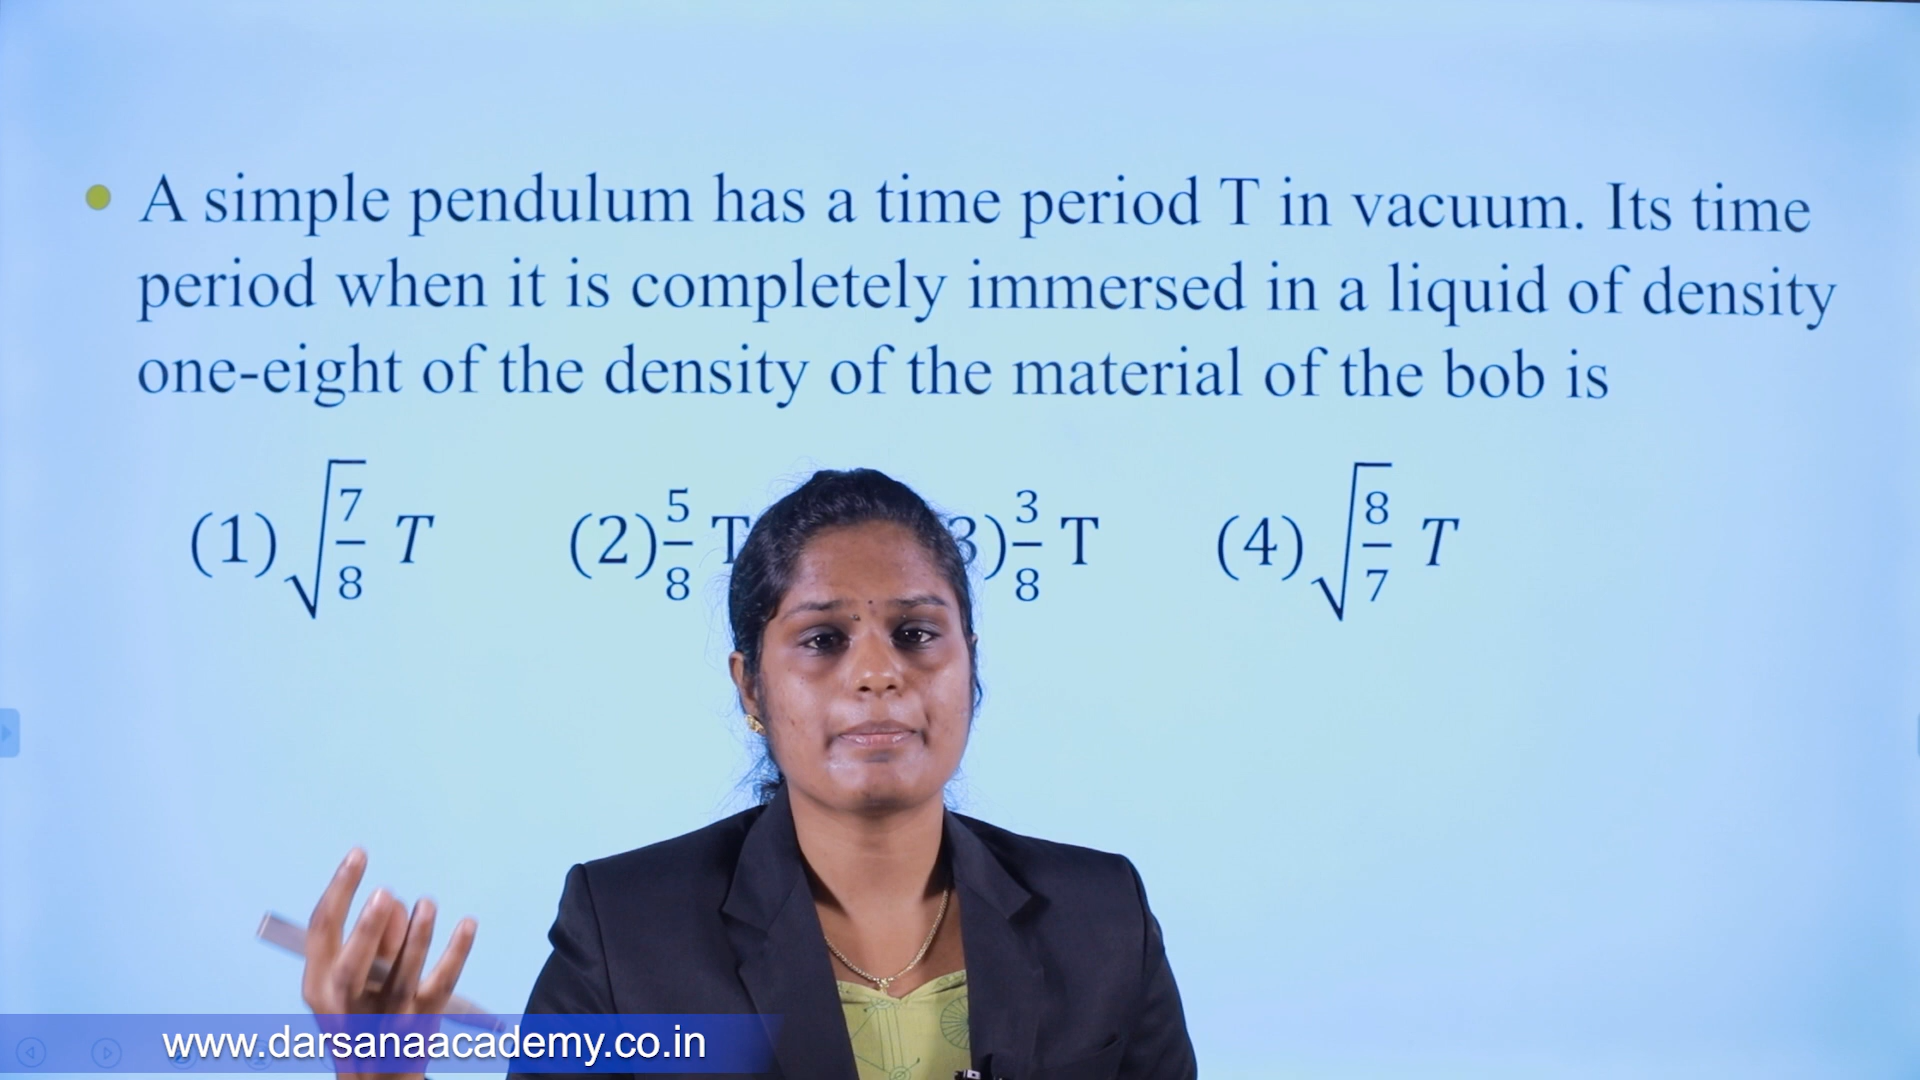 A simple pendulum has a time period T in vacuum. Its time
period when it is completely immersed in a liquid of density
one-eight of the density of the material of the bob is
(1) √7/8 T (2) 5/8 T 3) 3/8 T (4) √8/7 T
www.darsanaacademy.co.in